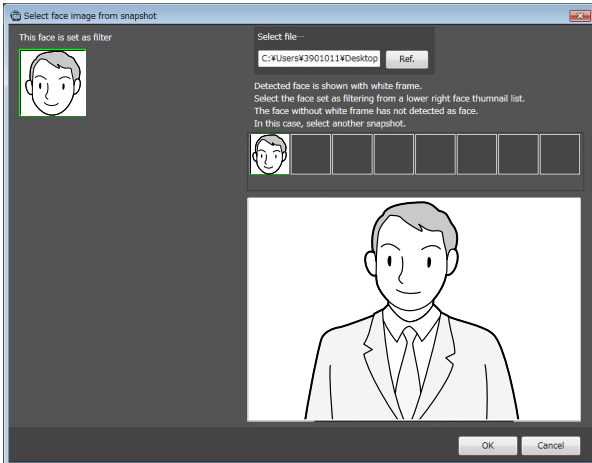 Select face image from snapshot
This face is set as filter
Select file…
C:¥Users¥3901011¥Desktop
Ref.
Detected face is shown with white frame.
Select the face set as filtering from a lower right face thumnail list.
The face without white frame has not detected as face.
In this case, select another snapshot.
OK
Cancel